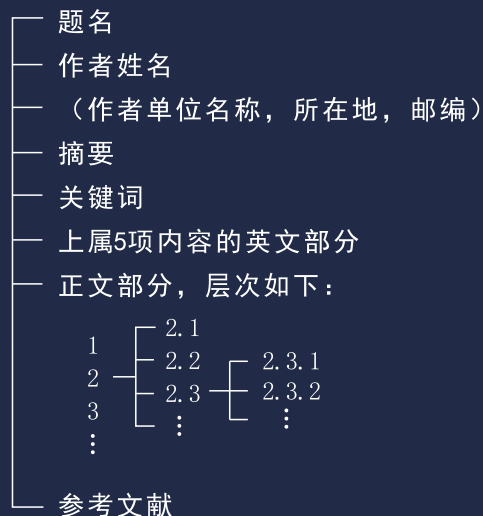 题名
作者姓名
（作者单位名称，所在地，邮编）
摘要
关键词
上属5项内容的英文部分
正文部分，层次如下：
1
2
3
⋮
2.1
2.2
2.3
⋮
2.3.1
2.3.2
⋮
参考文献